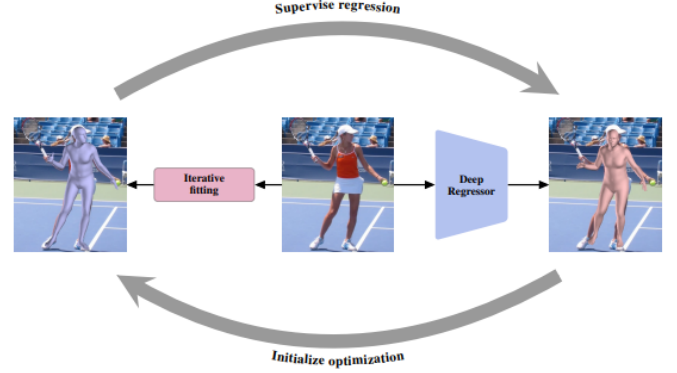 Supervise regression
Iterative
fitting
Deep
Regressor
Initialize optimization